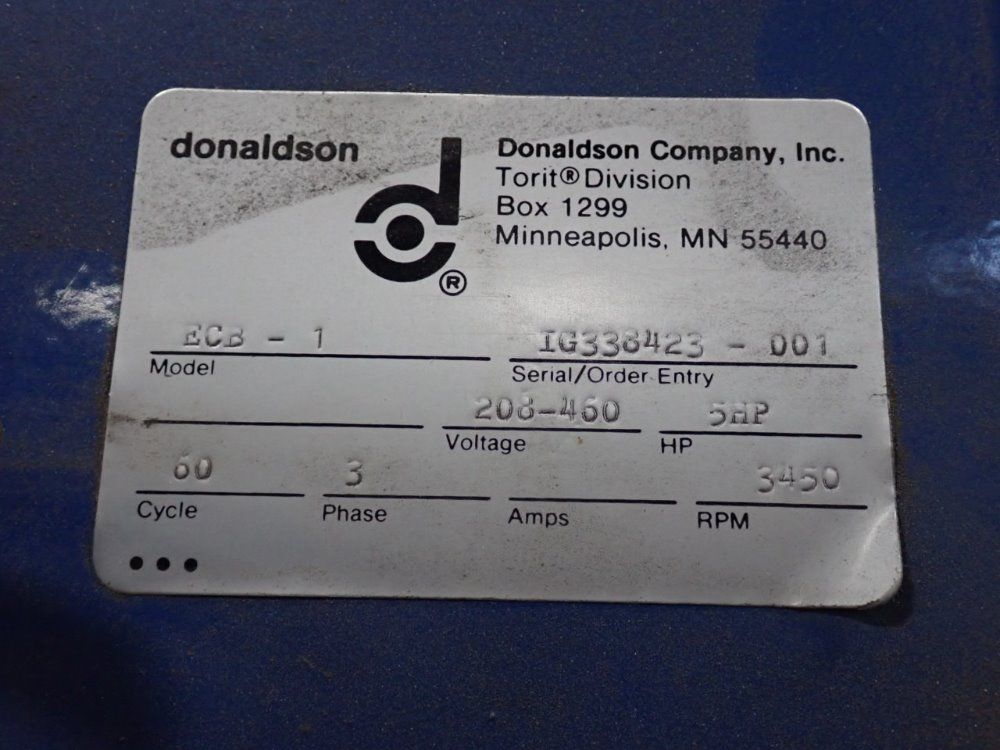 donaldson
Donaldson Company, Inc.
Torit® Division
Box 1299
Minneapolis, MN 55440
®
ECB - 1
Model
IG338423 - 001
Serial/Order Entry
208-460
Voltage
5HP
HP
60
Cycle
3
Phase
Amps
3450
RPM